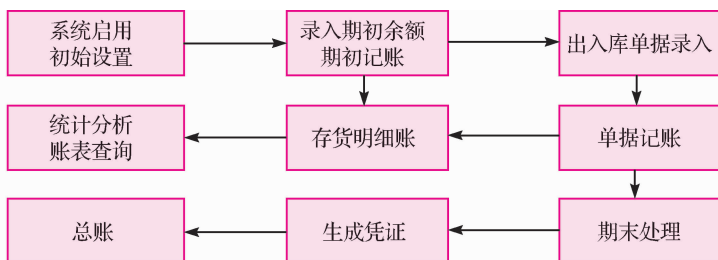 系统启用
初始设置
录入期初余额
期初记账
出入库单据录入
统计分析
账表查询
存货明细账
单据记账
总账
生成凭证
期末处理